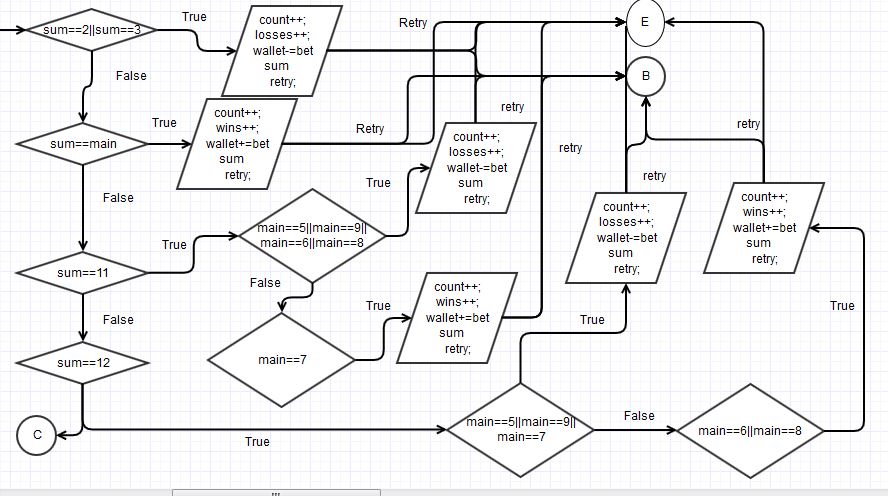 sum==2||sum==3
True
count++;
losses++;
wallet-=bet
sum
retry;
Retry
E
False
B
sum==main
True
count++;
wins++;
wallet+=bet
sum
retry;
Retry
retry
count++;
losses++;
wallet-=bet
sum
retry;
retry
retry
retry
False
True
main==5||main==9||
main==6||main==8
count++;
losses++;
wallet-=bet
sum
retry;
count++;
wins++;
wallet+=bet
sum
retry;
sum==11
True
False
False
True
count++;
wins++;
wallet+=bet
sum
retry;
True
True
main==7
sum==12
C
True
main==5||main==9||
main==7
False
main==6||main==8